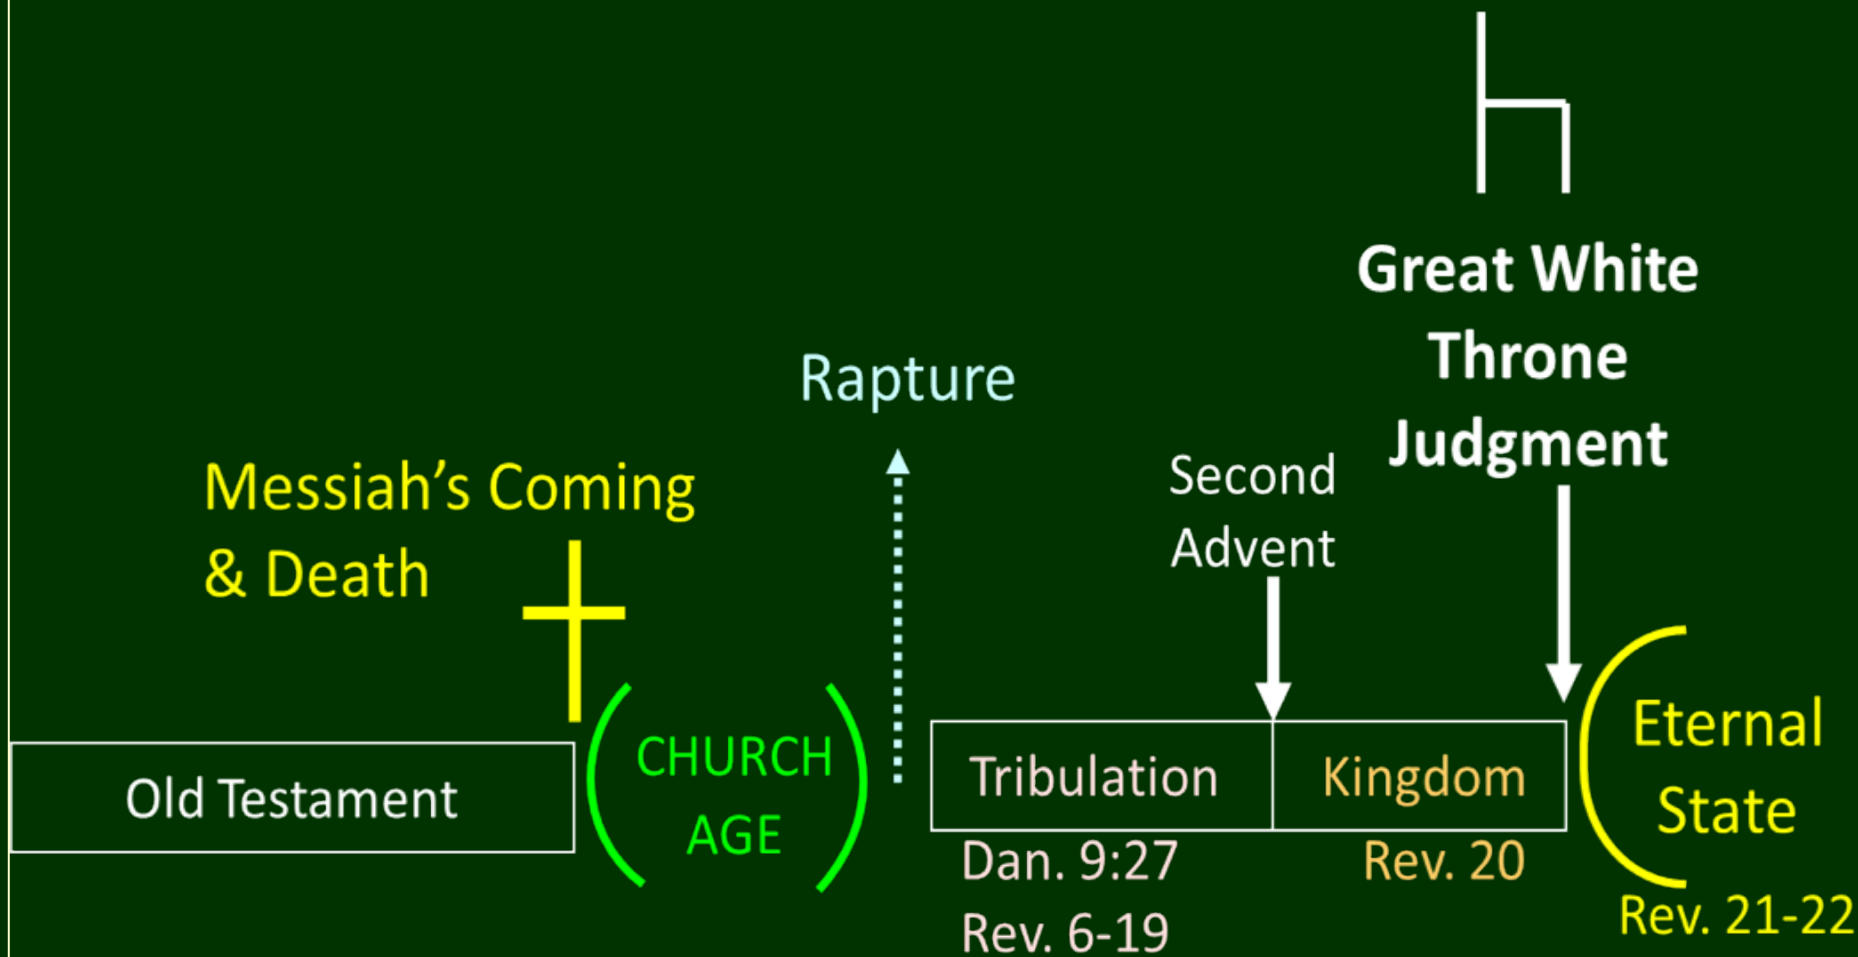 Great White
Throne
Judgment
Rapture
Second
Advent
Messiah's Coming
& Death
Old Testament
CHURCH
AGE
Tribulation
Kingdom
Eternal
State
Dan. 9:27
Rev. 6-19
Rev. 20
Rev. 21-22